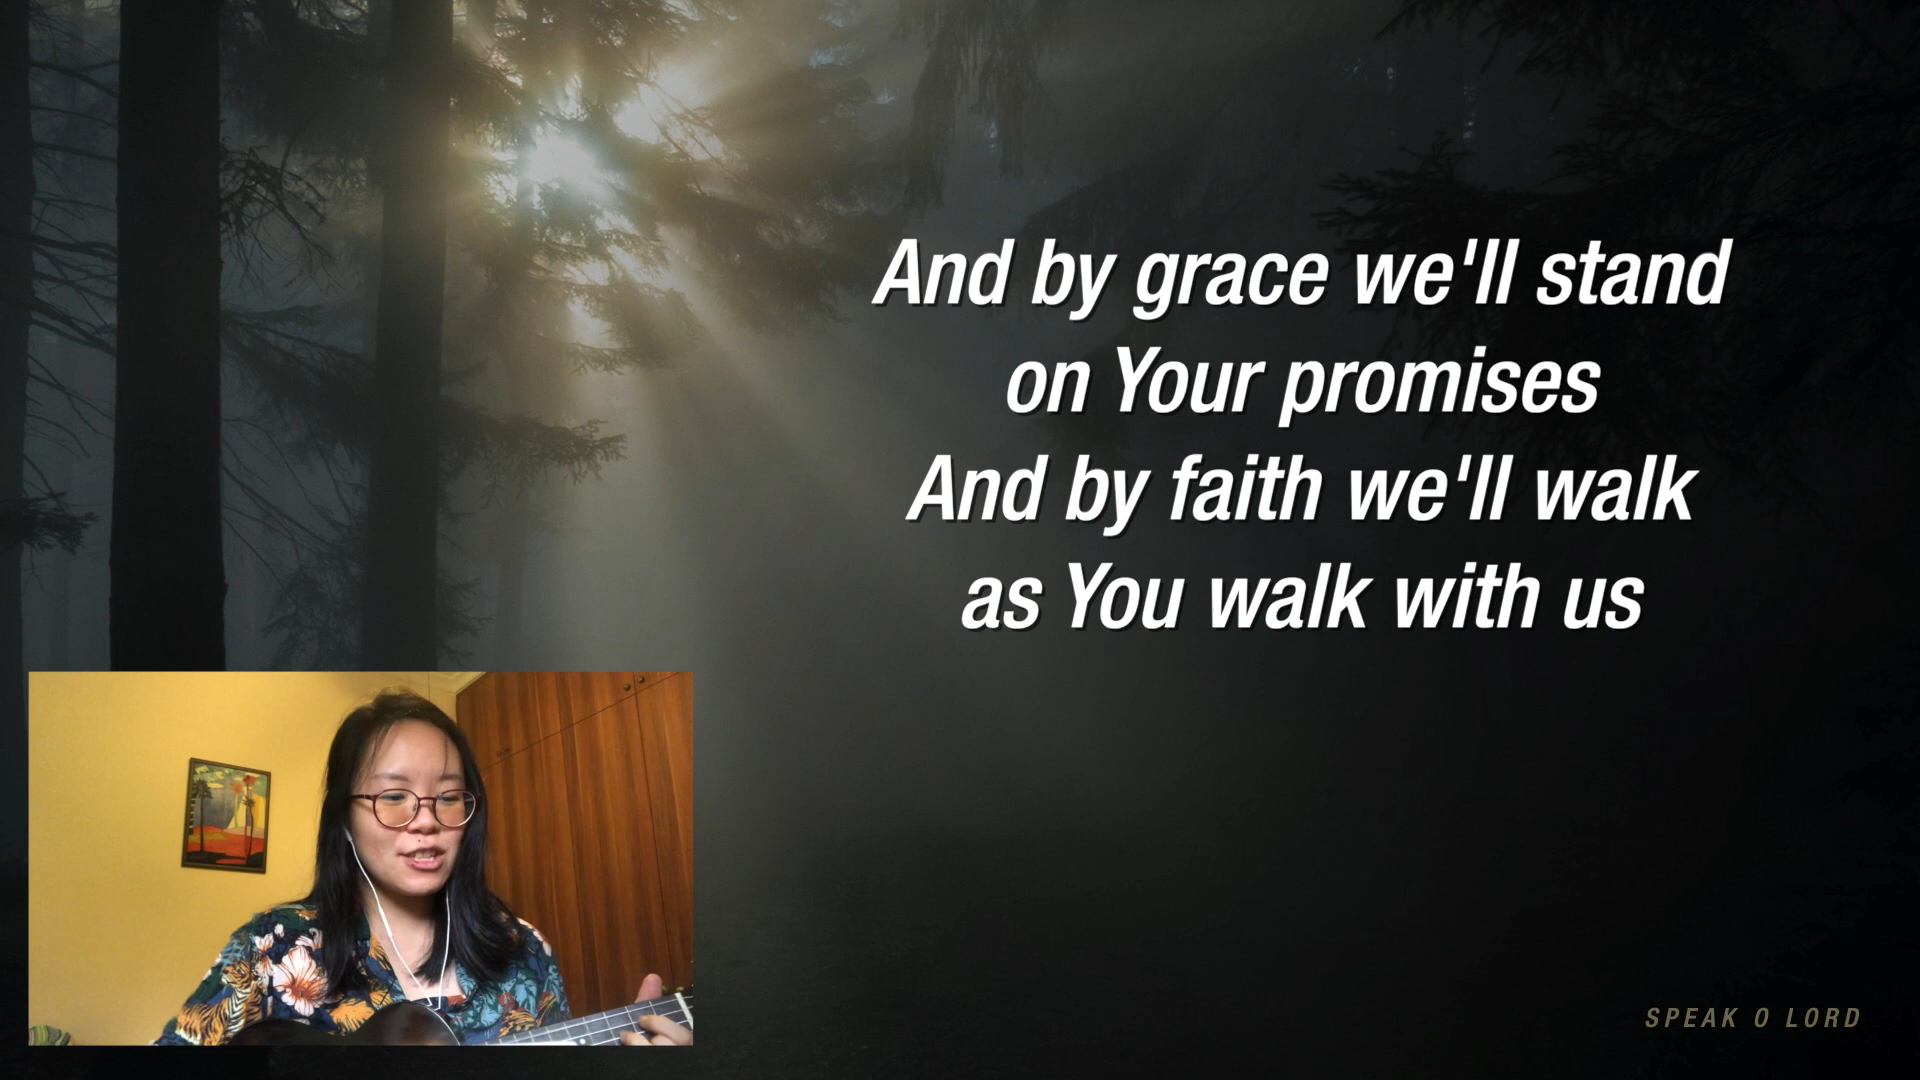 And by grace we'll stand
on Your promises
And by faith we'll walk
as You walk with us
SPEAK O LORD